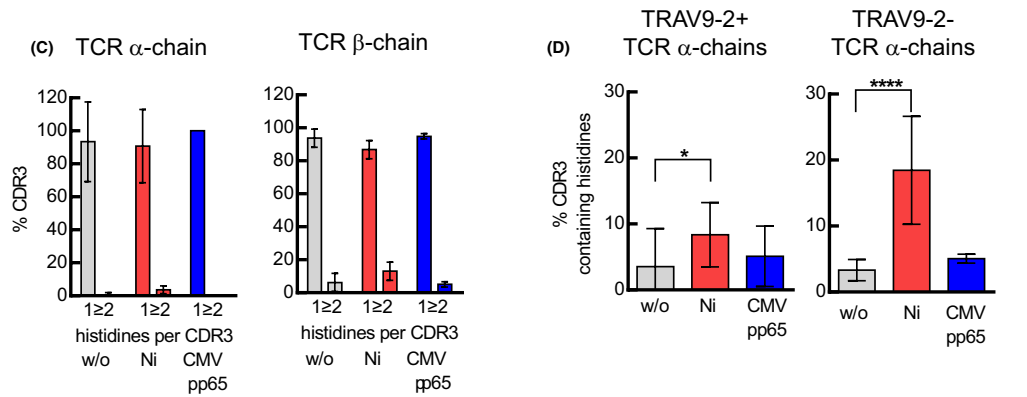 (C) TCR α-chain
TCR β-chain
% CDR3
120
100
80
60
40
20
0
1≥2 1≥2 1≥2
histidines per CDR3
w/o Ni CMV
pp65
120
100
80
60
40
20
0
1≥2 1≥2 1≥2
histidines per CDR3
w/o Ni CMV
pp65
(D) TRAV9-2+
TCR α-chains
% CDR3
containing histidines
30
20
10
0
*
w/o Ni CMV
pp65
TRAV9-2-
TCR α-chains
30
20
10
0
****
w/o Ni CMV
pp65